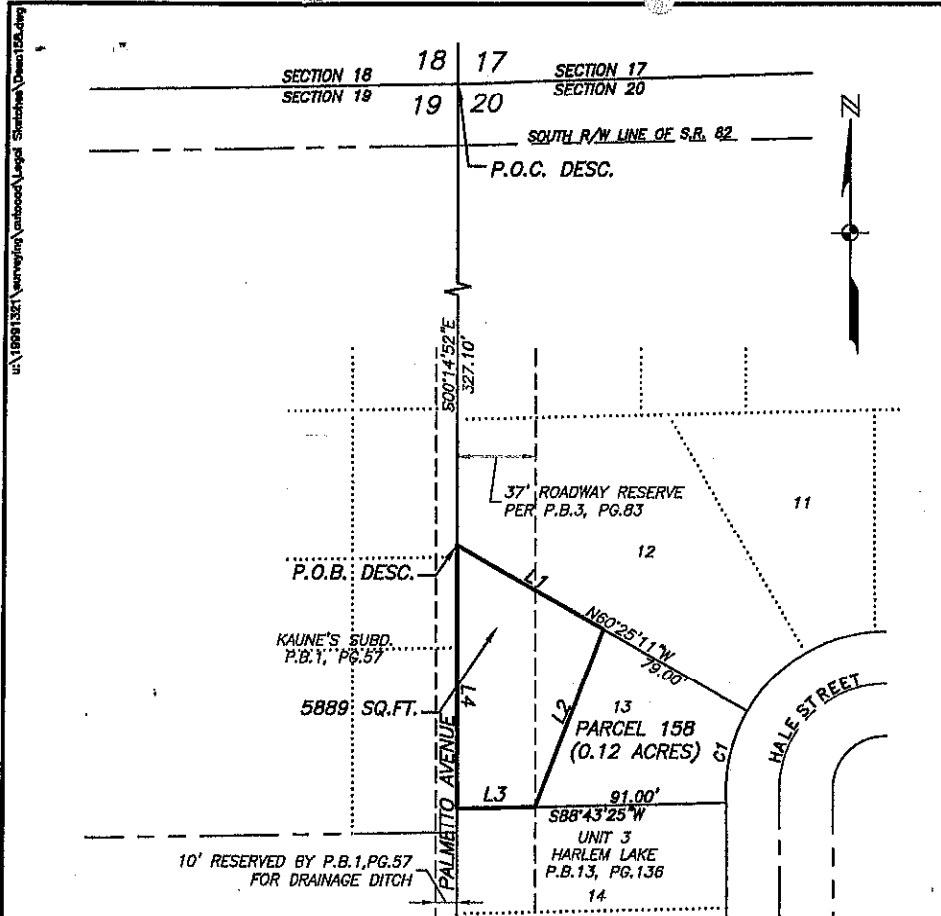 u:\19991321\surveying\autocad\Legal Sketches\Desc158.dwg
18 17
SECTION 18
SECTION 17
SECTION 19
SECTION 20
19 20
SOUTH R/W LINE OF S.R. 82
P.O.C. DESC.
N
S00°14'52"E
327.10'
37' ROADWAY RESERVE
PER P.B.3, PG.83
11
12
P.O.B. DESC.
L1
N60°25'11"W
79.00'
KAUNE'S SUBD.
P.B.1, PG.57
L4
5889 SQ.FT.
L2
13
PARCEL 158
(0.12 ACRES)
C1
HALE STREET
PALMETTO AVENUE
L3
91.00'
S88°43'25"W
UNIT 3
HARLEM LAKE
P.B.13, PG.136
14
10' RESERVED BY P.B.1,PG.57
FOR DRAINAGE DITCH